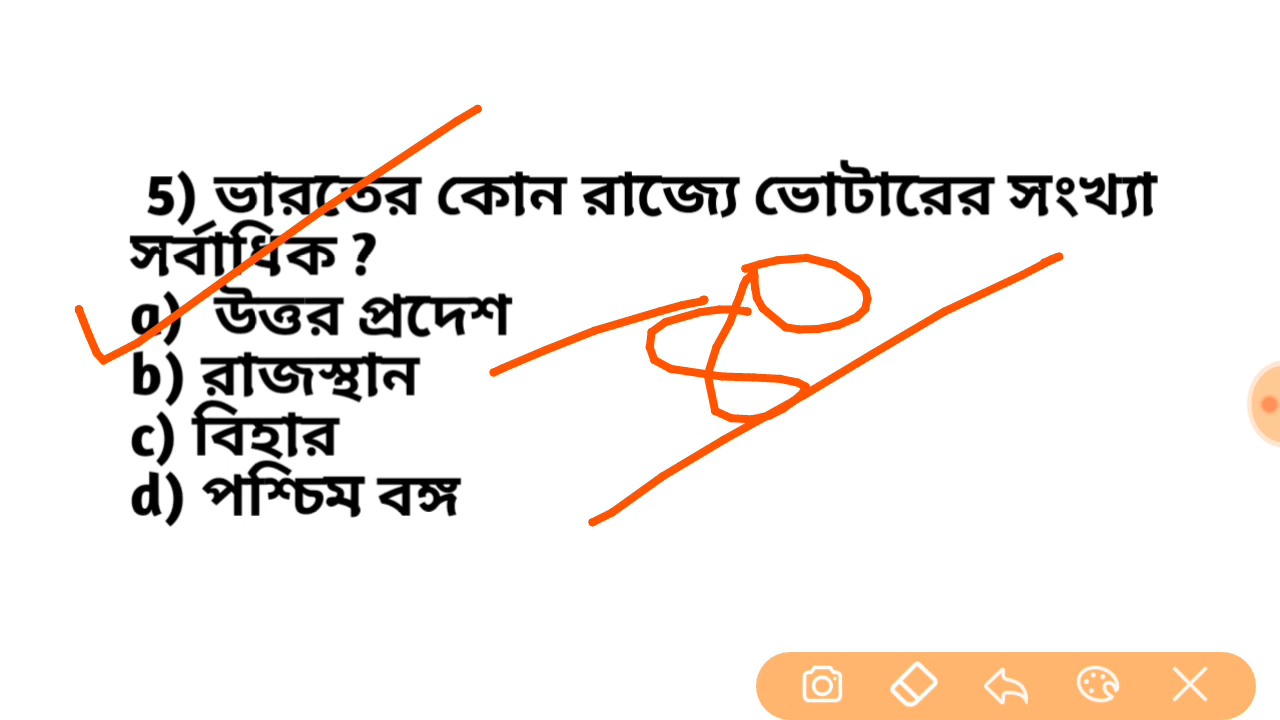 5) ভারতের কোন রাজ্যে ভোটারের সংখ্যা
সর্বাধিক ?
a) উত্তর প্রদেশ
b) রাজস্থান
c) বিহার
d) পশ্চিম বঙ্গ